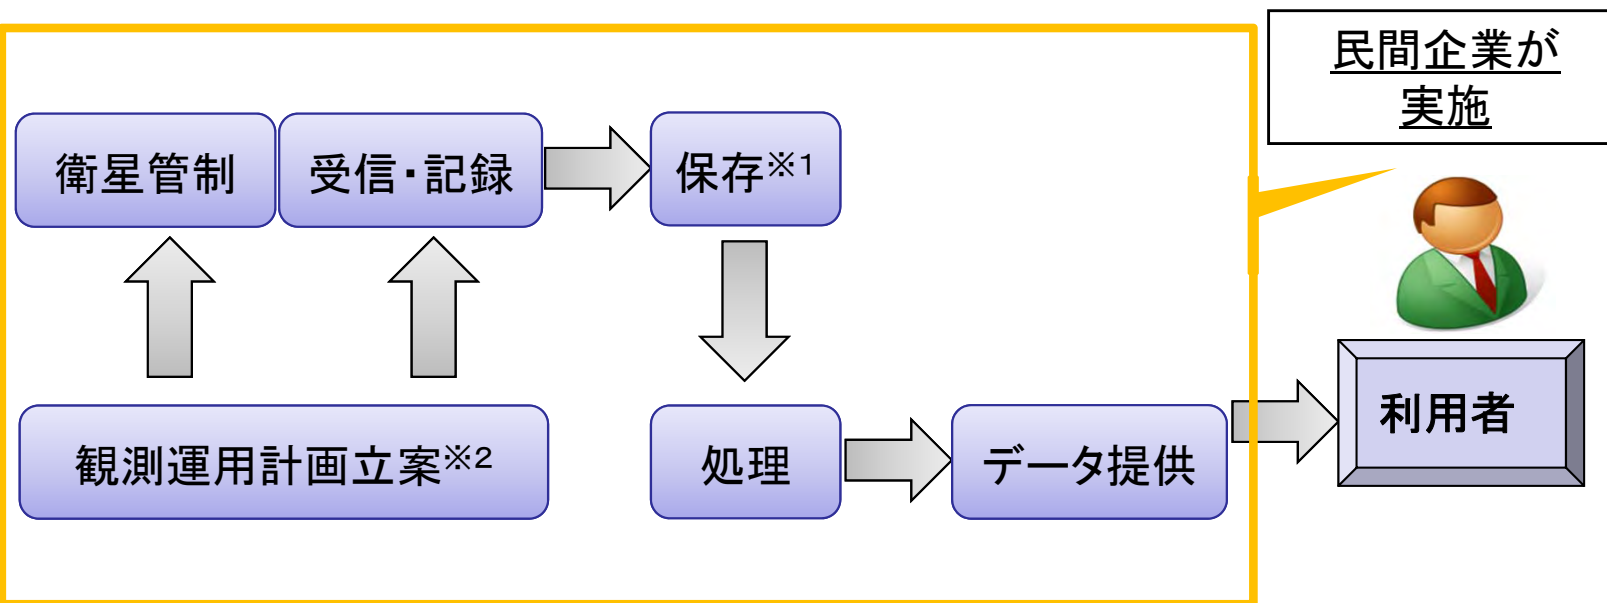 民間企業が
実施
衛星管制
受信・記録
保存※1
観測運用計画立案※2
処理
データ提供
利用者